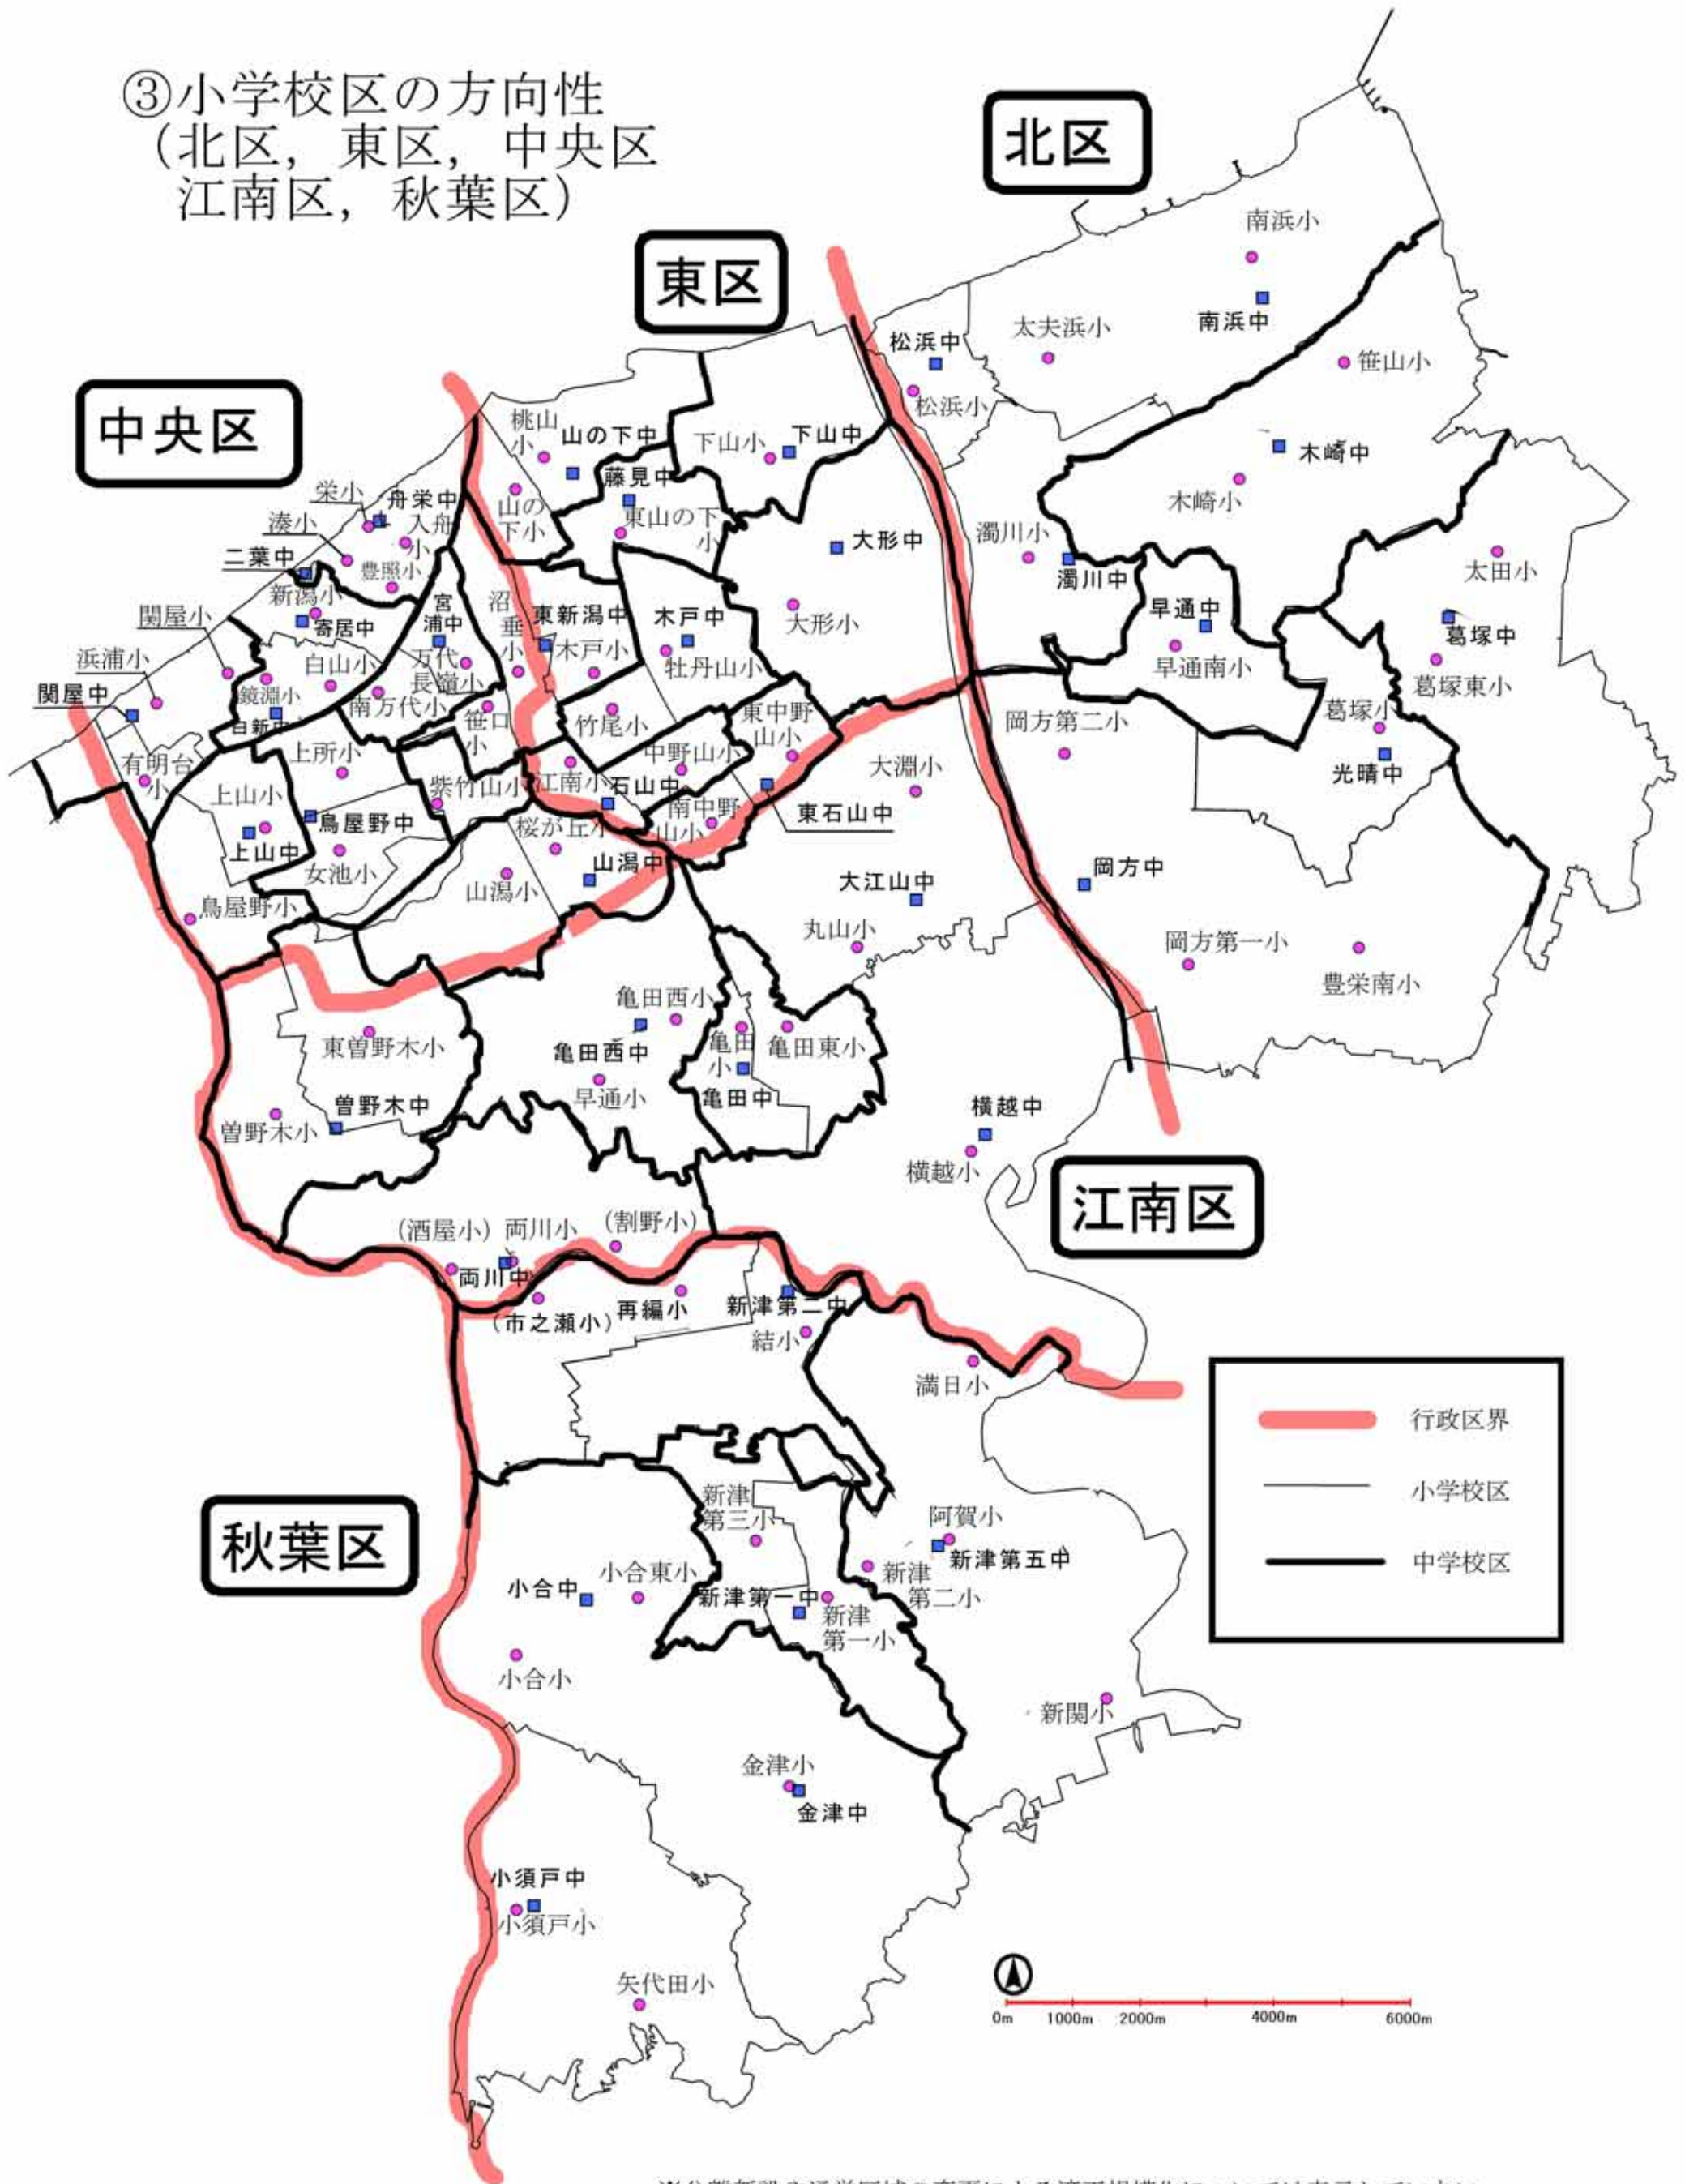 ③小学校区の方向性
（北区，東区，中央区
江南区，秋葉区）
北区
東区
中央区
南浜小
南浜中
太夫浜小
松浜中
松浜小
笹山小
木崎中
木崎小
桃山
小
山の下中
下山小
下山中
藤見中
山の
下小
東山の下
小
栄小
舟栄中
湊小
入舟
小
二葉中
豊照小
大形中
濁川小
濁川中
太田小
新潟小
寄居中
関屋小
宮
浦中
沼
垂
小
東新潟中
木戸中
大形小
早通中
葛塚中
浜浦小
白山小
万代
長嶺小
木戸小
牡丹山小
早通南小
葛塚東小
関屋中
鏡淵小
白新中
南万代小
笹口
小
竹尾小
東中野
山小
岡方第二小
葛塚小
有明台
小
上所小
中野山小
大淵小
光晴中
上山小
紫竹山小
江南小
石山中
鳥屋野中
桜が丘小
南中野
山小
東石山中
上山中
女池小
山潟中
山潟小
大江山中
岡方中
鳥屋野小
丸山小
岡方第一小
豊栄南小
亀田西小
東曽野木小
亀田西中
亀田
小
亀田東小
早通小
亀田中
曽野木中
曽野木小
横越中
横越小
江南区
（酒屋小）
両川小
（割野小）
両川中
（市之瀬小）
再編小
新津第二中
結小
満日小
行政区界
小学校区
中学校区
秋葉区
新津
第三小
阿賀小
新津第五中
小合中
小合東小
新津第一中
新津
第二小
新津
第一小
小合小
新関小
金津小
金津中
小須戸中
小須戸小
矢代田小
0m
1000m
2000m
4000m
6000m